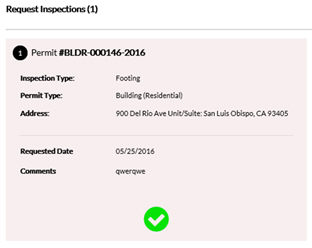 Request Inspections (1)
1 Permit #BLDR-000146-2016
Inspection Type: Footing
Permit Type: Building (Residential)
Address: 900 Del Rio Ave Unit/Suite: San Luis Obispo, CA 93405
Requested Date 05/25/2016
Comments qwerqwe